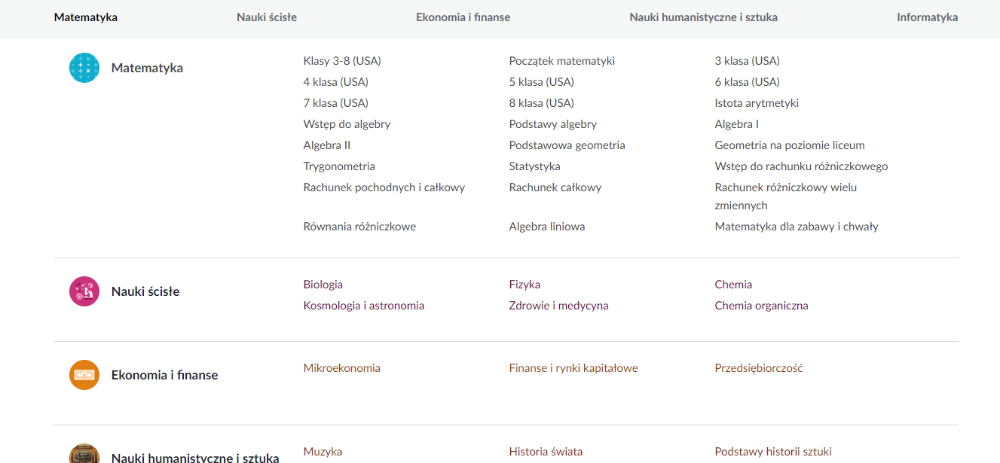 Matematyka Nauki ścisłe Ekonomia i finanse Nauki humanistyczne i sztuka Informatyka
Matematyka
Klasy 3-8 (USA) Początek matematyki 3 klasa (USA)
4 klasa (USA) 5 klasa (USA) 6 klasa (USA)
7 klasa (USA) 8 klasa (USA) Istota arytmetyki
Wstęp do algebry Podstawy algebry Algebra I
Algebra II Podstawowa geometria Geometria na poziomie liceum
Trygonometria Statystyka Wstęp do rachunku różniczkowego
Rachunek pochodnych i całkowy Rachunek całkowy Rachunek różniczkowy wielu
zmiennych
Równania różniczkowe Algebra liniowa Matematyka dla zabawy i chwały
Nauki ścisłe
Biologia Fizyka Chemia
Kosmologia i astronomia Zdrowie i medycyna Chemia organiczna
Ekonomia i finanse
Mikroekonomia Finanse i rynki kapitałowe Przedsiębiorczość
Nauki humanistyczne i sztuka
Muzyka Historia świata Podstawy historii sztuki